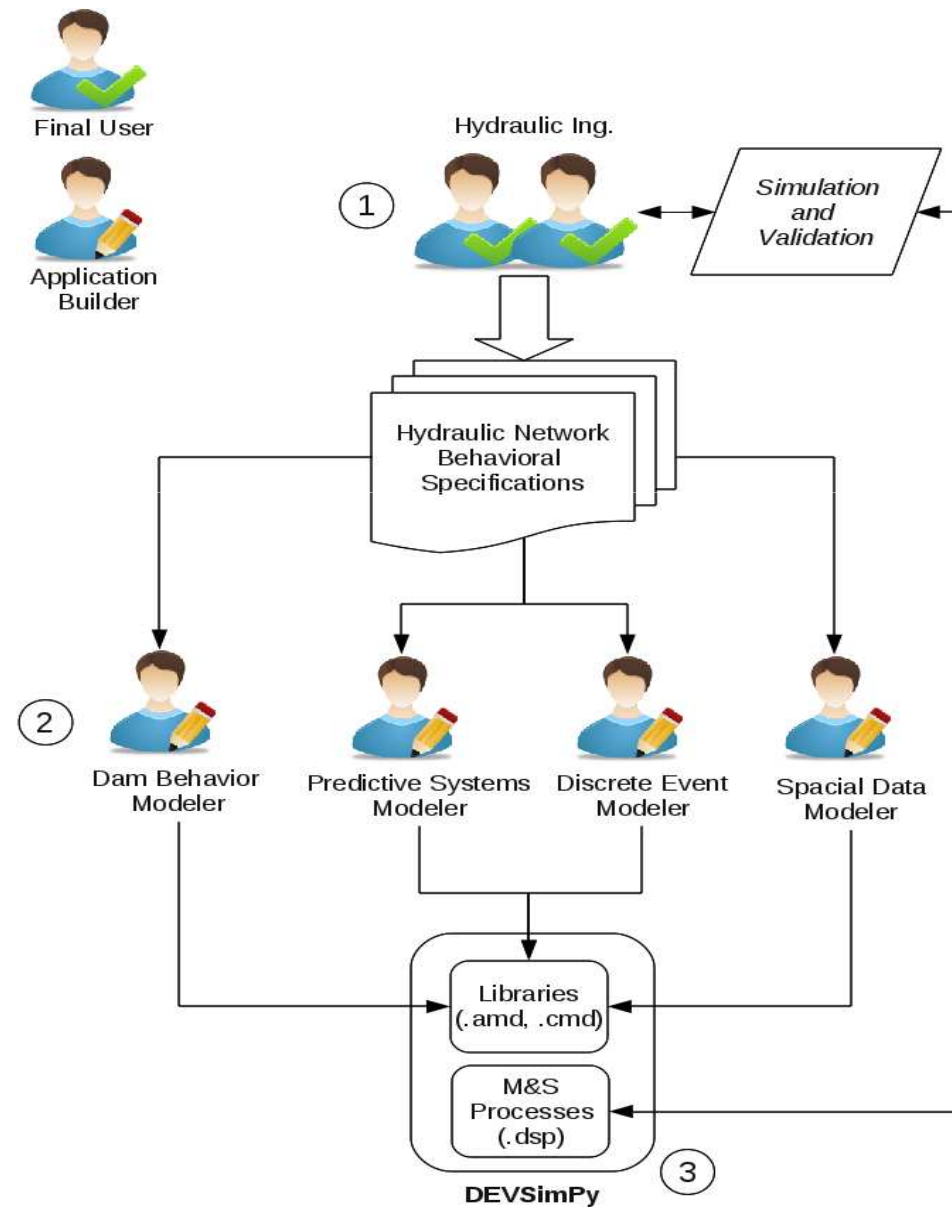 Final User
Application
Builder
Hydraulic Ing.
1
Simulation
and
Validation
Hydraulic Network
Behavioral
Specifications
2
Dam Behavior
Modeler
Predictive Systems
Modeler
Discrete Event
Modeler
Spacial Data
Modeler
Libraries
(.amd, .cmd)
M&S
Processes
(.dsp)
3
DEVSimPy